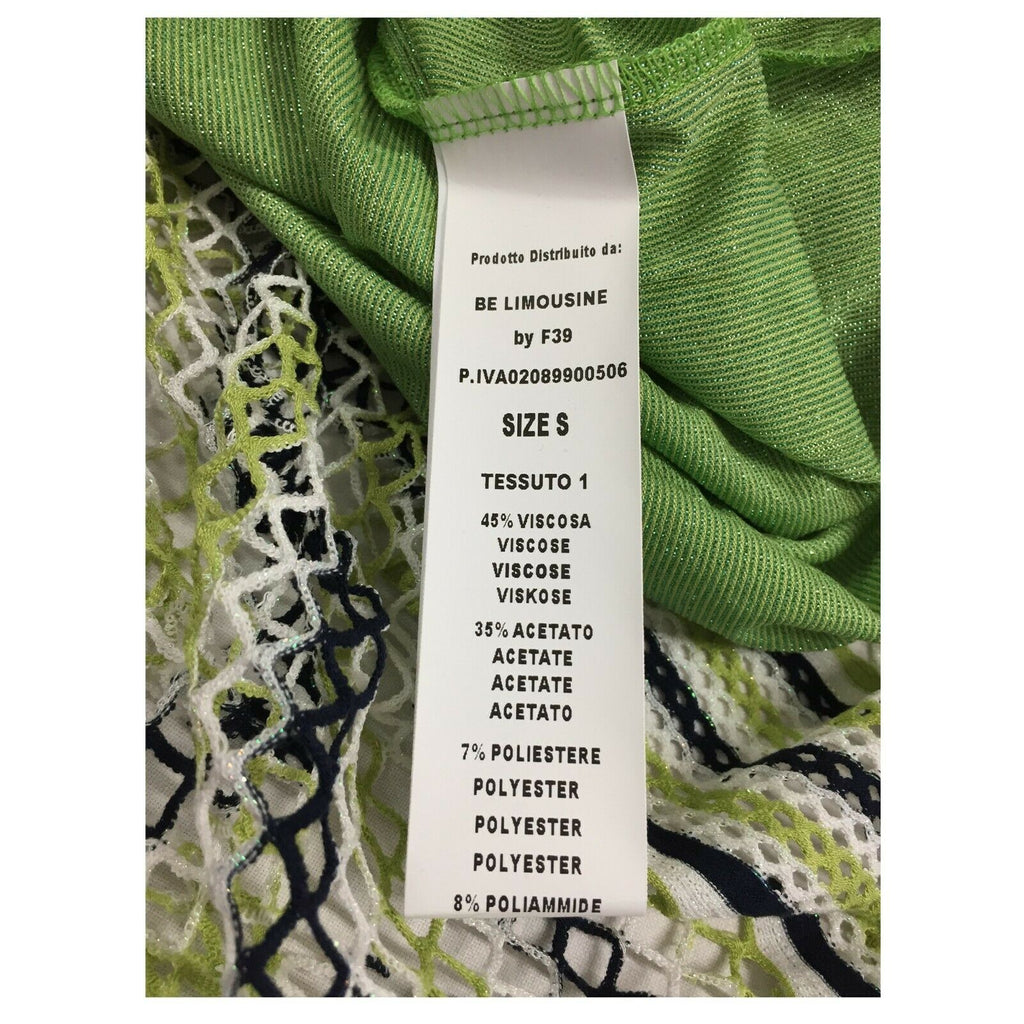 Prodotto Distribuito da:
BE LIMOUSINE
by F39
P.IVA02089900506
SIZE S
TESSUTO 1
45% VISCOSA
VISCOSE
VISCOSE
VISKOSE
35% ACETATO
ACETATE
ACETATE
ACETATO
7% POLIESTERE
POLYESTER
POLYESTER
POLYESTER
8% POLIAMMIDE